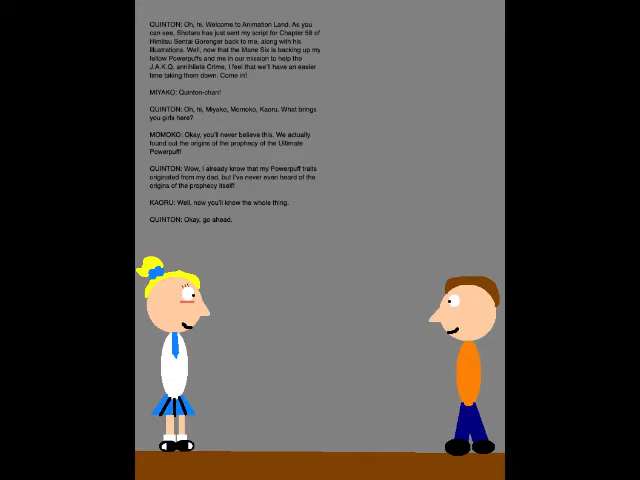 QUINTON: Oh, hi. Welcome to Animation Land. As you
can see, Shotaro has just sent my script for Chapter 58 of
Himitsu Sentai Gorenger back to me, along with his
illustrations. Well, now that the Mane Six is backing up my
fellow Powerpuffs and me in our mission to help the
J.A.K.Q. annihilate Crime, I feel that we'll have an easier
time taking them down. Come in!
MIYAKO: Quinton-chan!
QUINTON: Oh, hi, Miyako, Momoko, Kaoru. What brings
you girls here?
MOMOKO: Okay, you'll never believe this. We actually
found out the origins of the prophecy of the Ultimate
Powerpuff!
QUINTON: Wow, I already know that my Powerpuff traits
originated from my dad, but I've never even heard of the
origins of the prophecy itself!
KAORU: Well, now you'll know the whole thing.
QUINTON: Okay, go ahead.